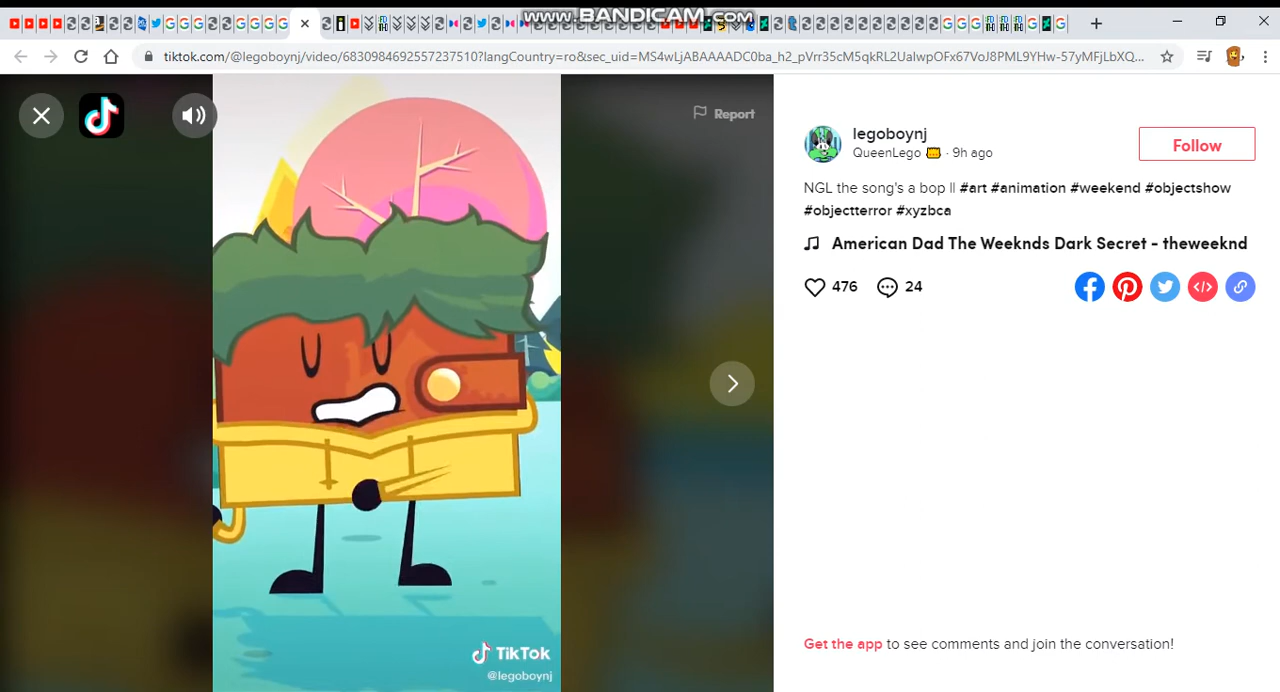 www.BANDICAM.com
tiktok.com/@legoboynj/video/6830984692557237510?langCountry=ro&sec_uid=MS4wLjABAAAADC0ba_h2_pVrr35cM5qkRL2UaIwpOFx67VoJ8PML9YHw-57yMFjLbXQ...
Report
legoboynj
QueenLego · 9h ago
Follow
NGL the song's a bop ll #art #animation #weekend #objectshow
#objectterror #xyzbca
American Dad The Weeknds Dark Secret - theweeknd
476 24
TikTok
@legoboynj
Get the app to see comments and join the conversation!